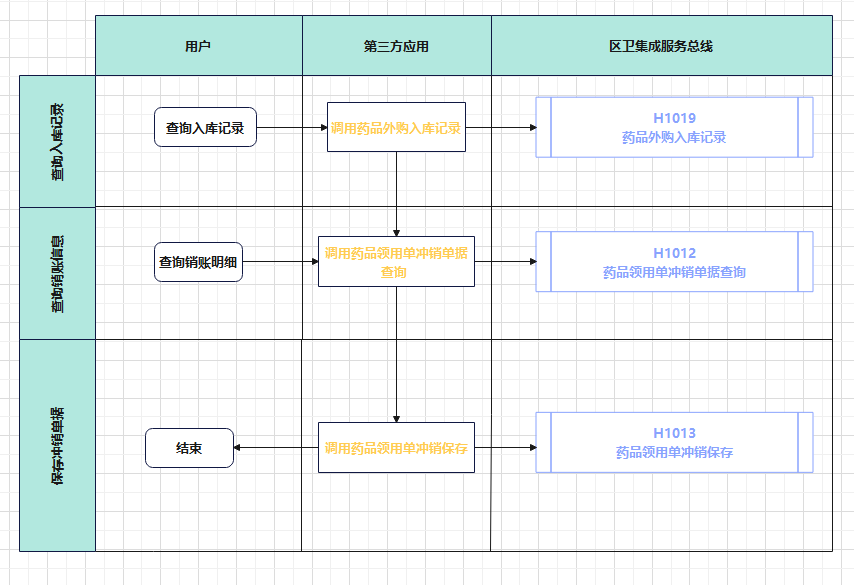 用户
第三方应用
区卫集成服务总线
查询入库记录
查询入库记录
调用药品外购入库记录
H1019
药品外购入库记录
查询销账信息
查询销账明细
调用药品领用单冲销单据
查询
H1012
药品领用单冲销单据查询
保存冲销单据
结束
调用药品领用单冲销保存
H1013
药品领用单冲销保存